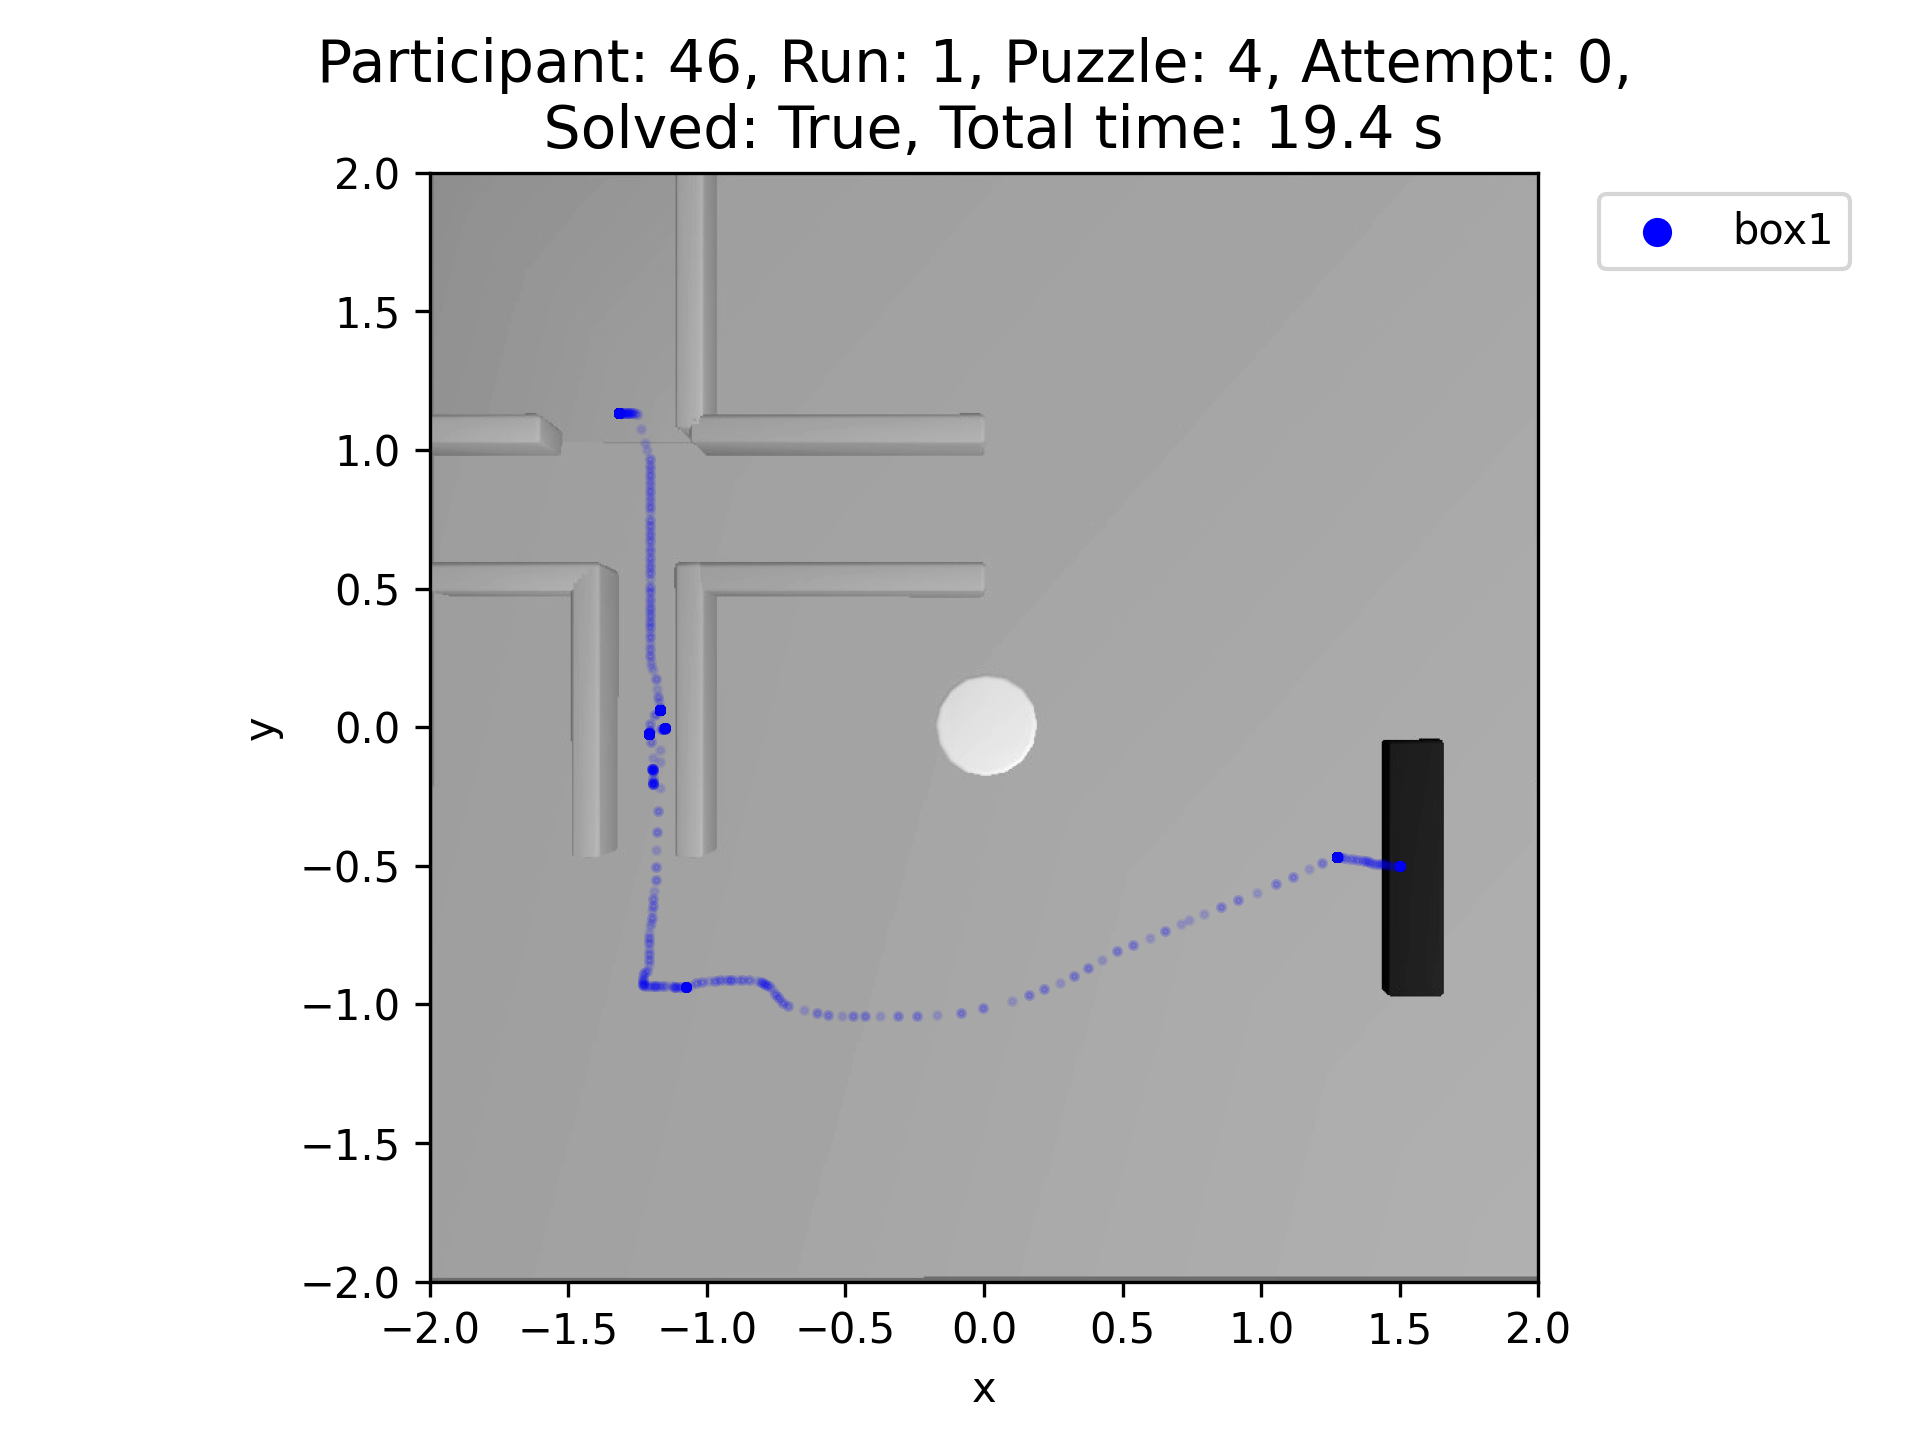 Participant: 46, Run: 1, Puzzle: 4, Attempt: 0,
Solved: True, Total time: 19.4 s
box1
2.0
1.5
1.0
0.5
0.0
−0.5
−1.0
−1.5
−2.0
y
−2.0 −1.5 −1.0 −0.5 0.0 0.5 1.0 1.5 2.0
x